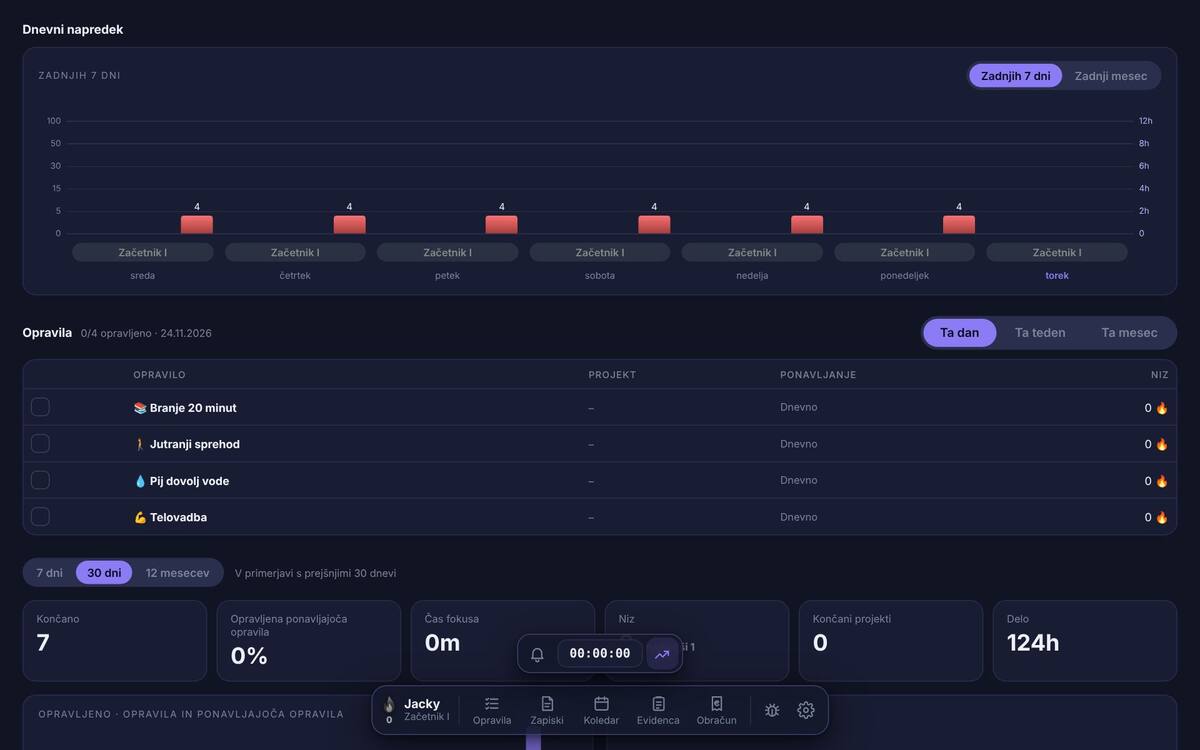 Dnevni napredek
ZADNJIH 7 DNI
Zadnjih 7 dni Zadnji mesec
100 12h
50 8h
30 6h
15 4h
5 2h
0 0
4 4 4 4 4 4
Začetnik I Začetnik I Začetnik I Začetnik I Začetnik I Začetnik I Začetnik I
sreda četrtek petek sobota nedelja ponedeljek torek
Opravila 0/4 opravljeno · 24.11.2026
Ta dan Ta teden Ta mesec
OPRAVILO PROJEKT PONAVLJANJE NIZ
📚 Branje 20 minut – Dnevno 0 🔥
🚶 Jutranji sprehod – Dnevno 0 🔥
💧 Pij dovolj vode – Dnevno 0 🔥
💪 Telovadba – Dnevno 0 🔥
7 dni 30 dni 12 mesecev V primerjavi s prejšnjimi 30 dnevi
Končano
7
Opravljena ponavljajoča
opravila
0%
Čas fokusa
0m
Niz
1
Končani projekti
0
Delo
124h
00:00:00
OPRAVLJENO · OPRAVILA IN PONAVLJAJOČA OPRAVILA
0
Jacky
Začetnik I
Opravila Zapiski Koledar Evidenca Obračun